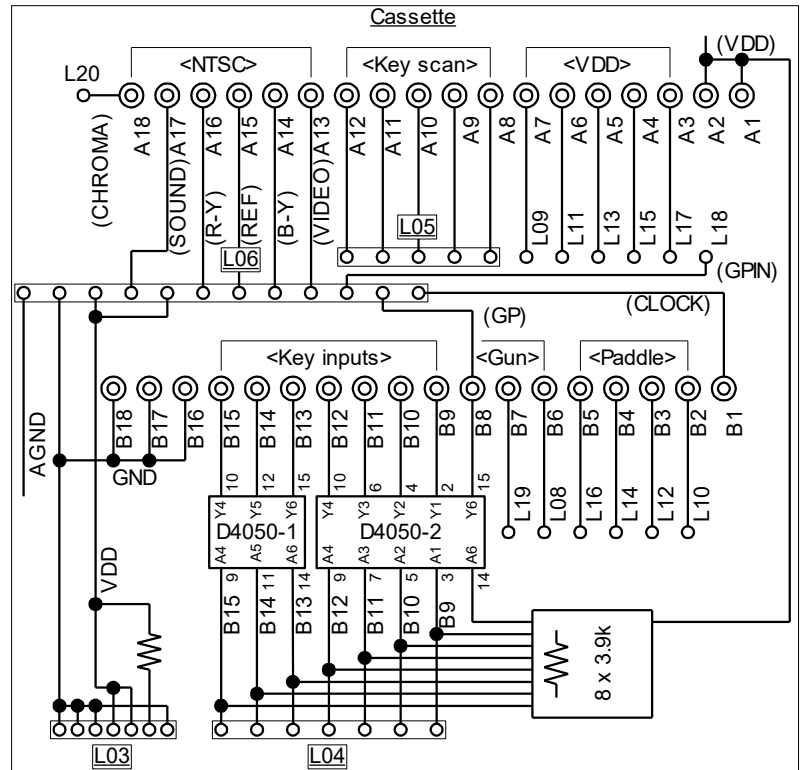 Cassette
(VDD)
L20 <NTSC> <Key scan> <VDD>
A18 A17 A16 A15 A14 A13 A12 A11 A10 A9 A8 A7 A6 A5 A4 A3 A2 A1
(CHROMA) (SOUND) (R-Y) (REF) (B-Y) (VIDEO)
L06 L05 L09 L11 L13 L15 L17 L18
(GPIN)
(CLOCK)
(GP)
<Key inputs> <Gun> <Paddle>
B18 B17 B16 B15 B14 B13 B12 B11 B10 B9 B8 B7 B6 B5 B4 B3 B2 B1
AGND
GND
10 12 15 10 6 4 2 15
L19 L08 L16 L14 L12 L10
Y4 Y5 Y6 Y4 Y3 Y2 Y1 Y6
D4050-1 D4050-2
A4 A5 A6 A4 A3 A2 A1 A6
9 11 14 9 7 5 3 14
VDD
B15 B14 B13 B12 B11 B10 B9
8 x 3.9k
L03 L04